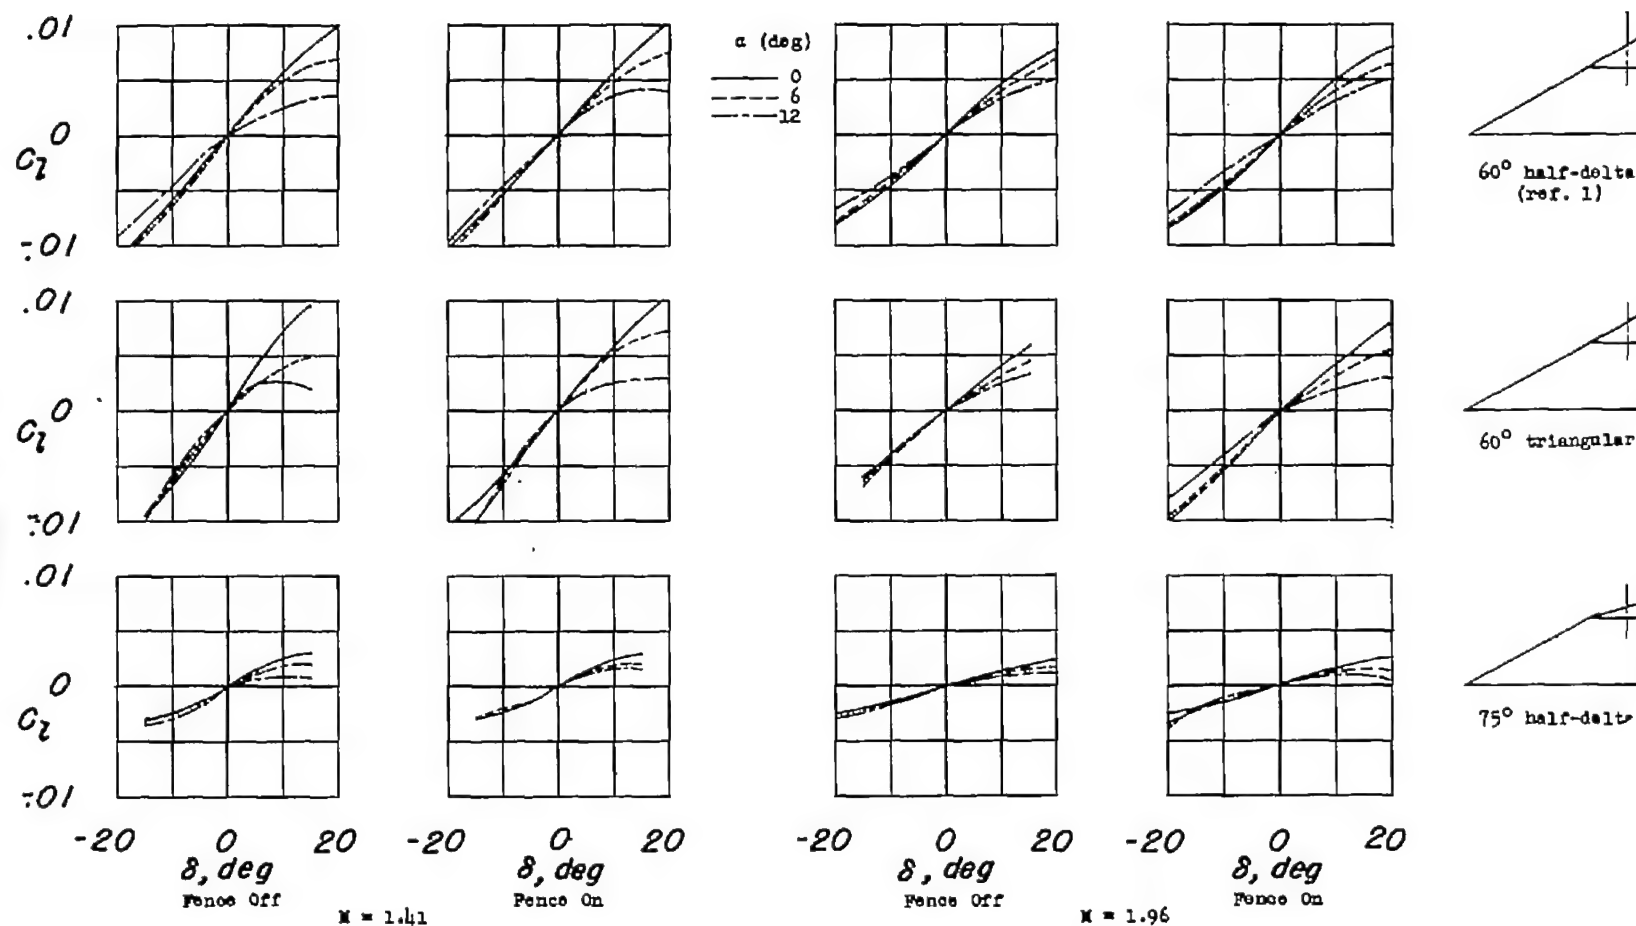 .01
0
C_l
-.01
α (deg)
0
6
12
60° half-delta
(ref. 1)
.01
0
C_l
-.01
60° triangular
.01
0
C_l
-.01
75° half-delt
-20 0 20 -20 0 20 -20 0 20 -20 0 20
δ, deg δ, deg δ, deg δ, deg
Fence Off Fence On Fence Off Fence On
M = 1.41 M = 1.96